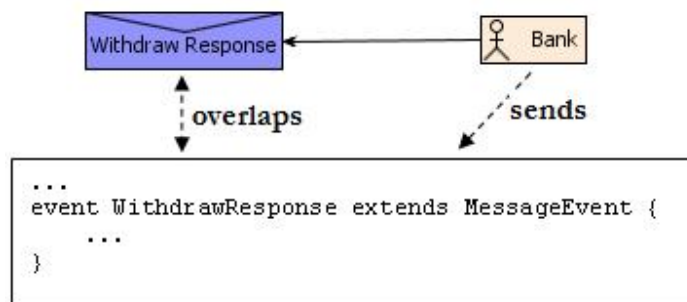 Withdraw Response
Bank
overlaps
sends
...
event WithdrawResponse extends MessageEvent {
...
}